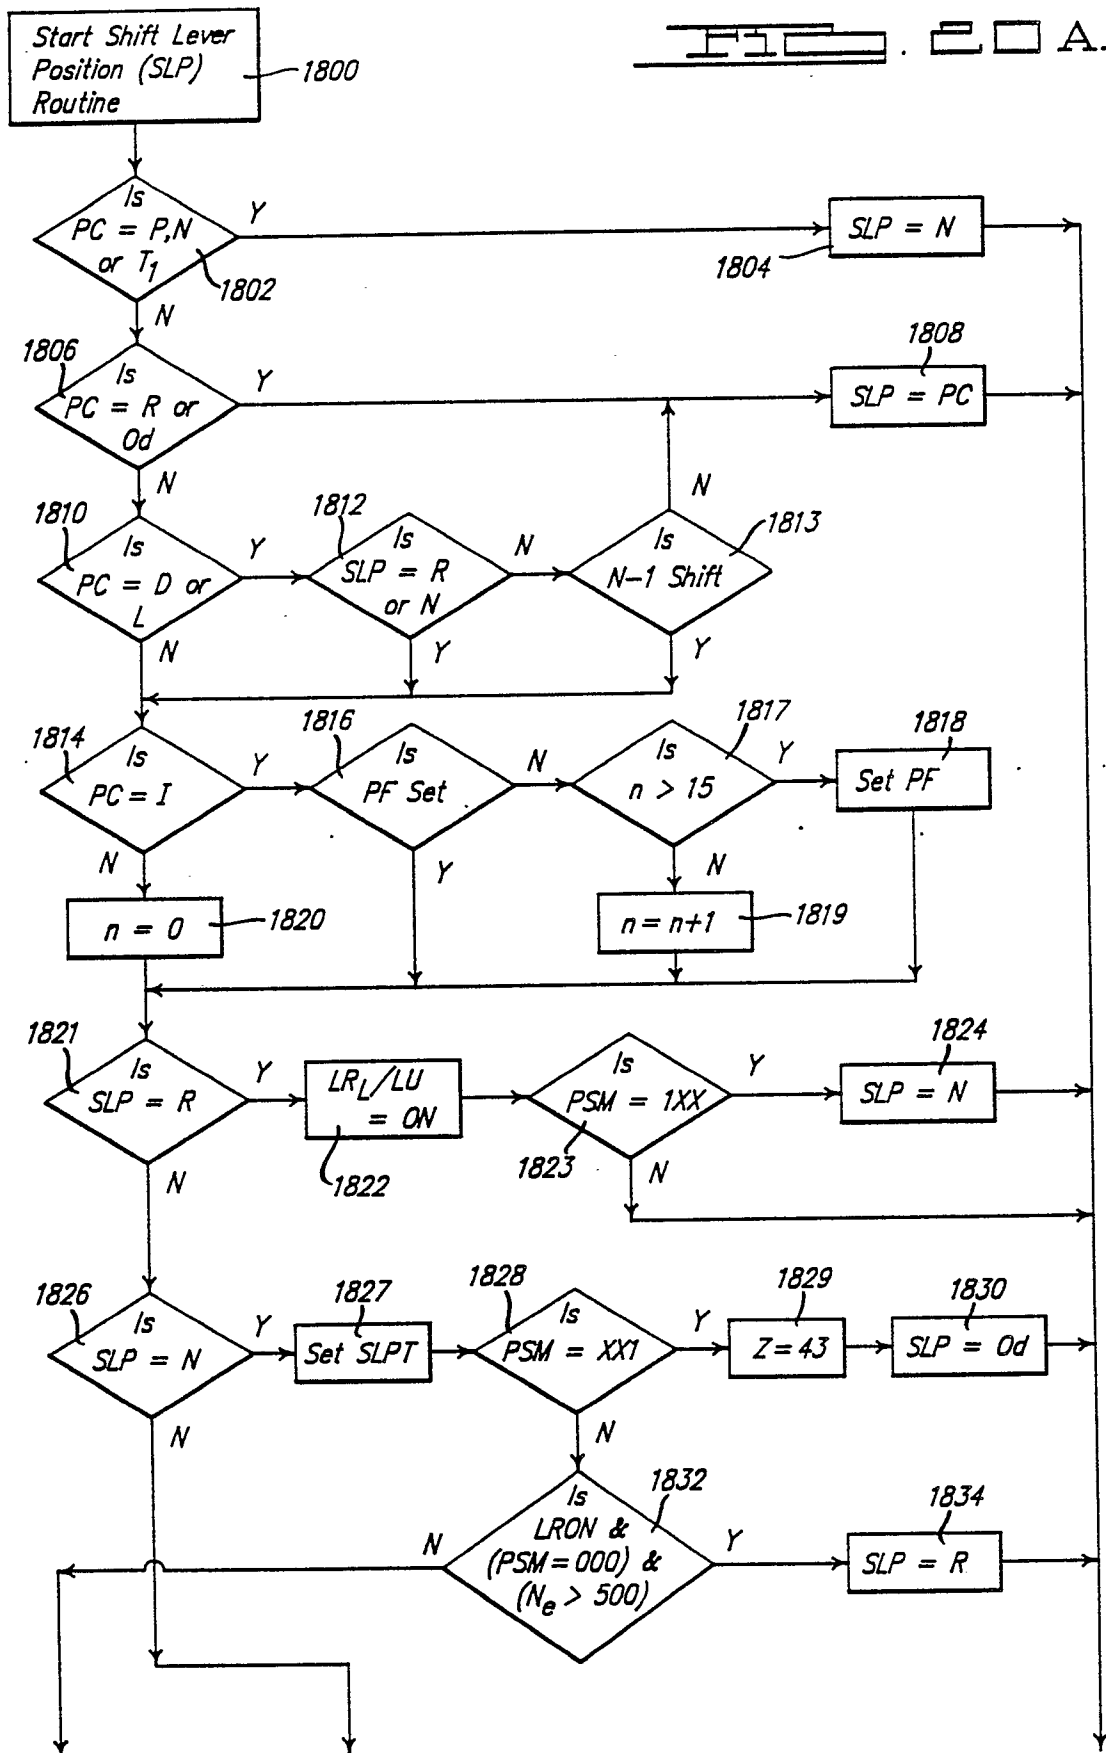 Start Shift Lever
Position (SLP)
Routine
1800
A.
Is
PC = P,N
or T1
1802
Y
N
SLP = N
1804
1806
Is
PC = R or
Od
Y
N
1808
SLP = PC
1810
Is
PC = D or
L
Y
N
1812
Is
SLP = R
or N
N
Y
1813
Is
N-1 Shift
N
Y
1814
Is
PC = I
Y
N
1816
Is
PF Set
N
Y
1817
Is
n > 15
Y
N
1818
Set PF
n = 0
1820
n = n+1
1819
1821
Is
SLP = R
Y
N
LRL/LU
= ON
1822
Is
PSM = 1XX
1823
Y
N
1824
SLP = N
1826
Is
SLP = N
Y
N
1827
Set SLPT
1828
Is
PSM = XX1
Y
N
1829
Z = 43
1830
SLP = Od
1832
Is
LRON &
(PSM = 000) &
(Ne > 500)
N
Y
1834
SLP = R